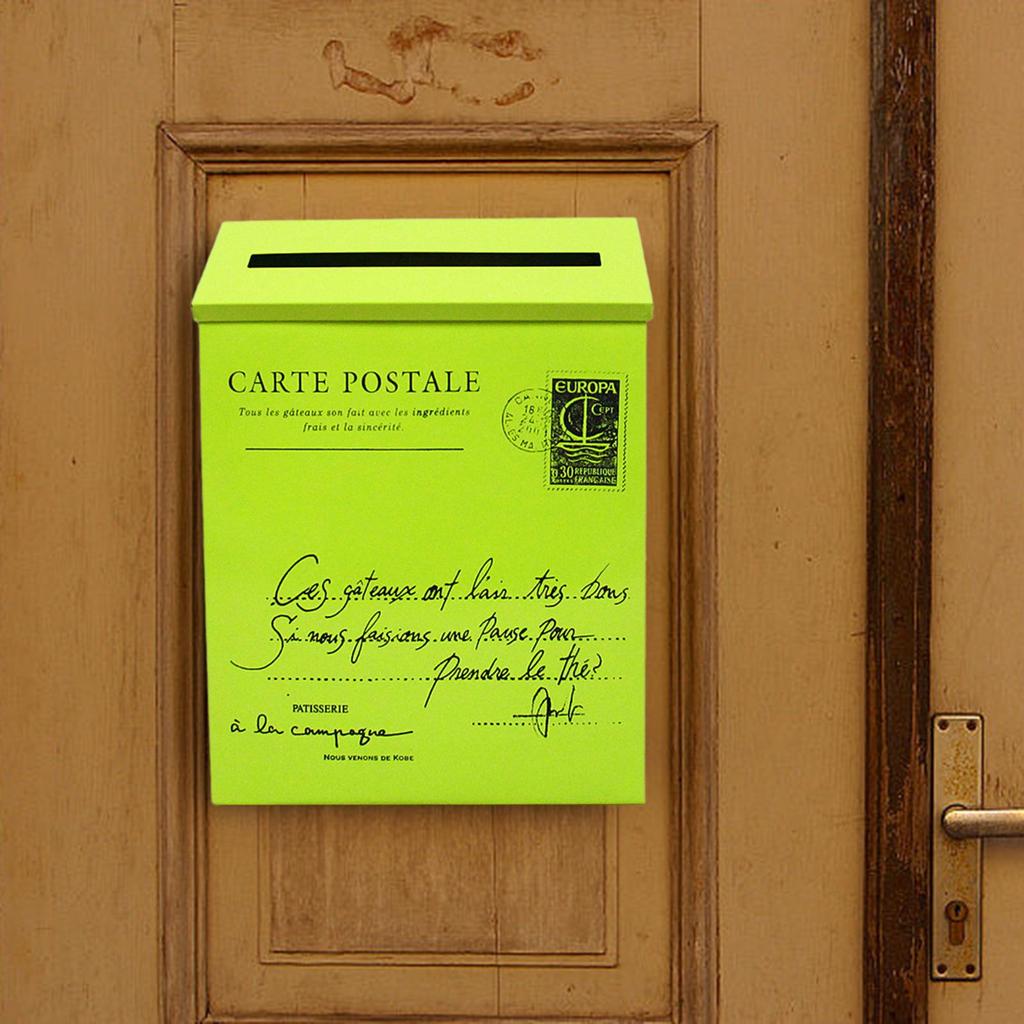 CARTE POSTALE
Tous les gâteaux son fait avec les ingrédients
frais et la sincérité.
EUROPA
CEPT
0.30 REPUBLIQUE
POSTES FRANÇAISE
Ces gâteaux ont l'air très bons
Si nous faisions une Pause Pour
Prendre le thé?
PATISSERIE
à la campagne
NOUS VENONS DE KOBE